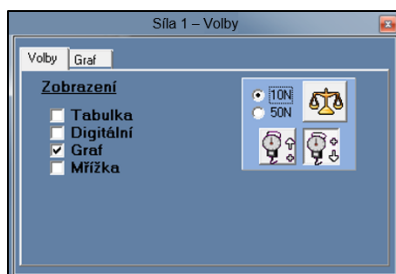 Síla 1 – Volby
Volby Graf
Zobrazení
Tabulka
Digitální
Graf
Mřížka
10N
50N